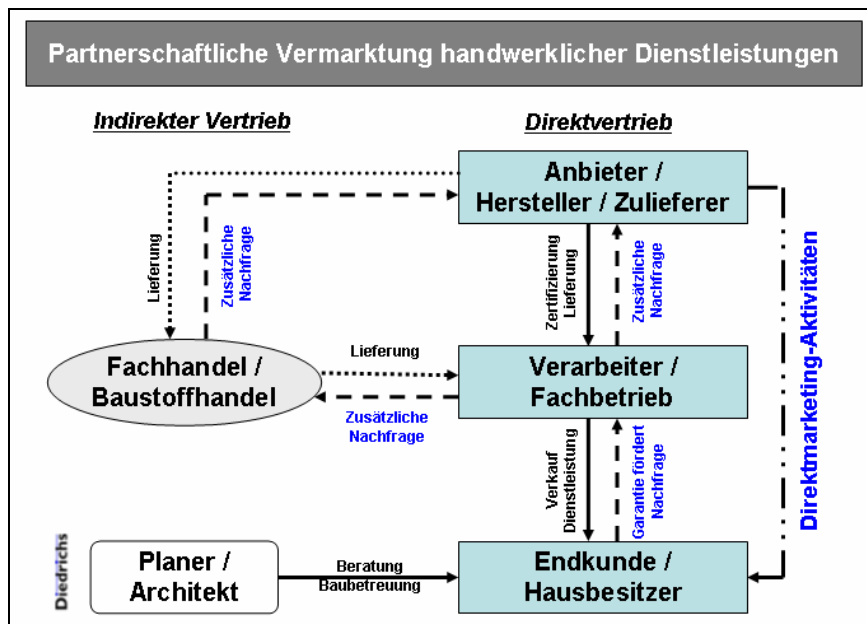 Partnerschaftliche Vermarktung handwerklicher Dienstleistungen
Indirekter Vertrieb
Direktvertrieb
Anbieter /
Hersteller / Zulieferer
Lieferung
Zusätzliche
Nachfrage
Zertifizierung
Lieferung
Zusätzliche
Nachfrage
Direktmarketing-Aktivitäten
Fachhandel /
Baustoffhandel
Lieferung
Zusätzliche
Nachfrage
Verarbeiter /
Fachbetrieb
Verkauf
Dienstleistung
Garantie fördert
Nachfrage
Diedrichs
Planer /
Architekt
Beratung
Baubetreuung
Endkunde /
Hausbesitzer